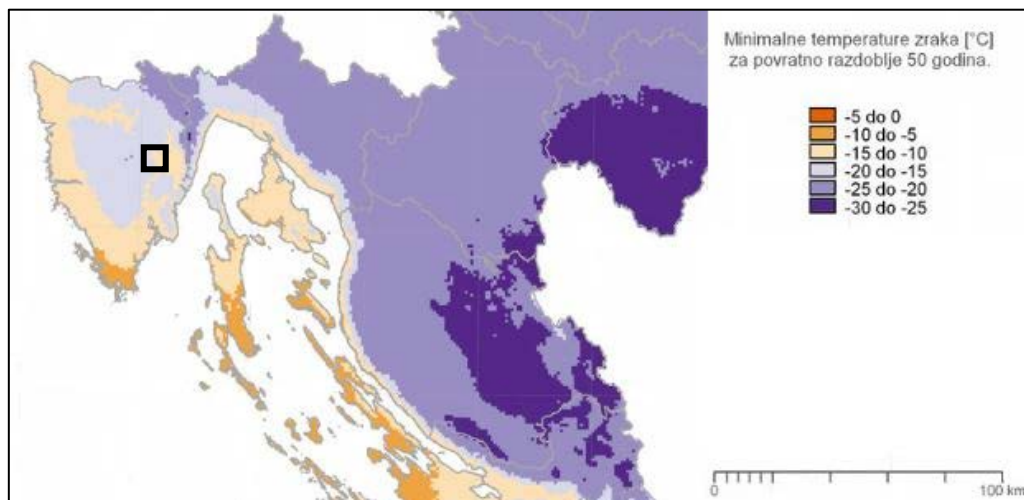 Minimalne temperature zraka [°C]
za povratno razdoblje 50 godina.
-5 do 0
-10 do -5
-15 do -10
-20 do -15
-25 do -20
-30 do -25
0 100 km